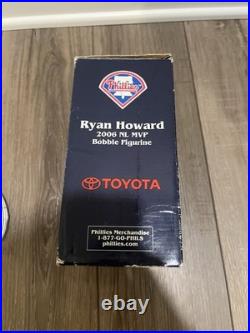 Phillies
Ryan Howard
2006 NL MVP
Bobble Figurine
TOYOTA
Phillies Merchandise
1-877-GO-PHILS
phillies.com